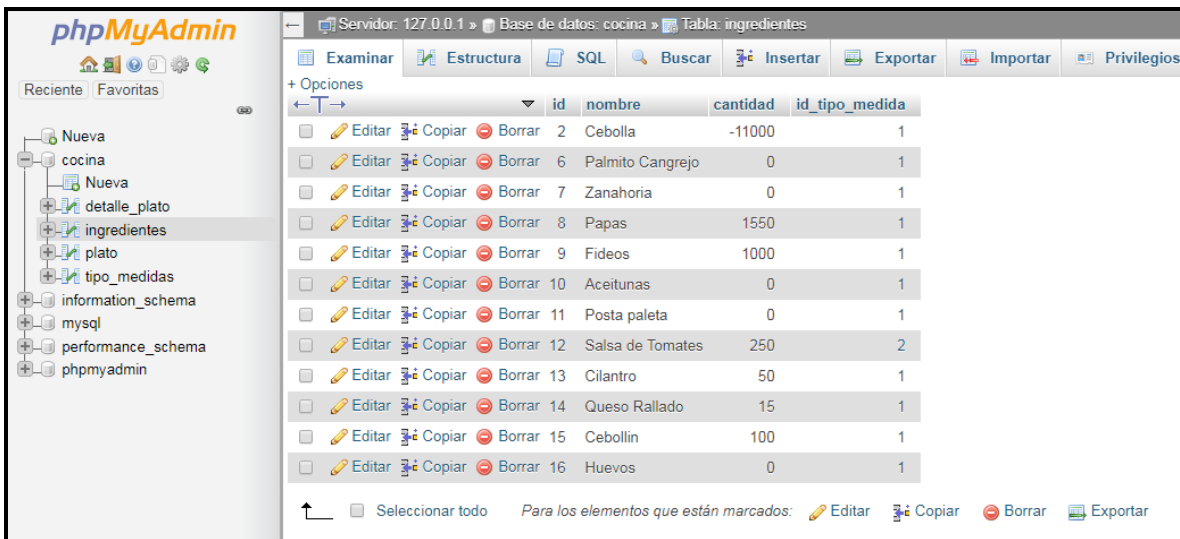 phpMyAdmin
Reciente Favoritas
Nueva
cocina
Nueva
detalle_plato
ingredientes
plato
tipo_medidas
information_schema
mysql
performance_schema
phpmyadmin
Servidor: 127.0.0.1 » Base de datos: cocina » Tabla: ingredientes
Examinar Estructura SQL Buscar Insertar Exportar Importar Privilegios
+ Opciones
←T→ ▼ id nombre cantidad id_tipo_medida
Editar Copiar Borrar 2 Cebolla -11000 1
Editar Copiar Borrar 6 Palmito Cangrejo 0 1
Editar Copiar Borrar 7 Zanahoria 0 1
Editar Copiar Borrar 8 Papas 1550 1
Editar Copiar Borrar 9 Fideos 1000 1
Editar Copiar Borrar 10 Aceitunas 0 1
Editar Copiar Borrar 11 Posta paleta 0 1
Editar Copiar Borrar 12 Salsa de Tomates 250 2
Editar Copiar Borrar 13 Cilantro 50 1
Editar Copiar Borrar 14 Queso Rallado 15 1
Editar Copiar Borrar 15 Cebollin 100 1
Editar Copiar Borrar 16 Huevos 0 1
Seleccionar todo Para los elementos que están marcados: Editar Copiar Borrar Exportar